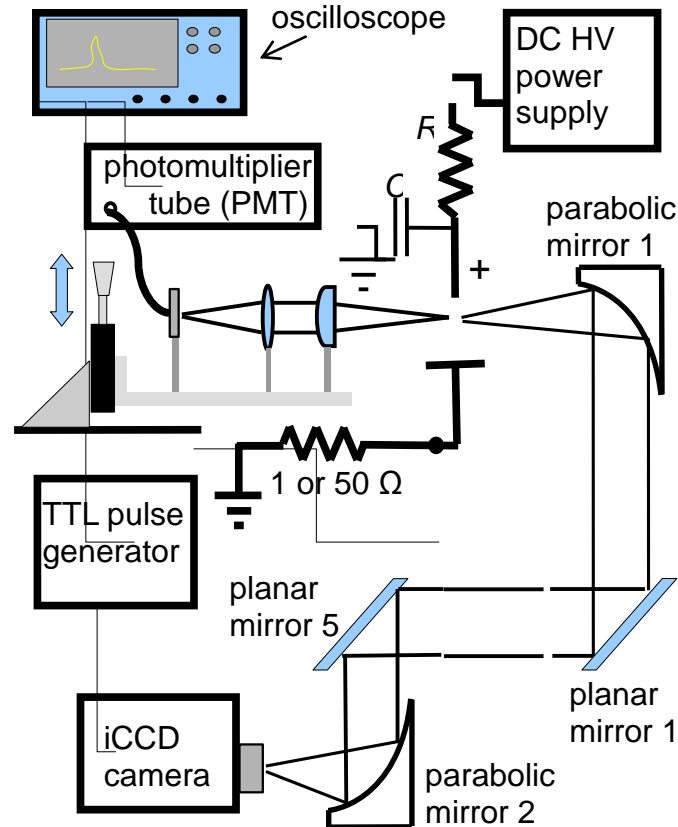 oscilloscope
DC HV
power
supply
R
C
photomultiplier
tube (PMT)
parabolic
mirror 1
+
1 or 50 Ω
TTL pulse
generator
planar
mirror 5
planar
mirror 1
iCCD
camera
parabolic
mirror 2